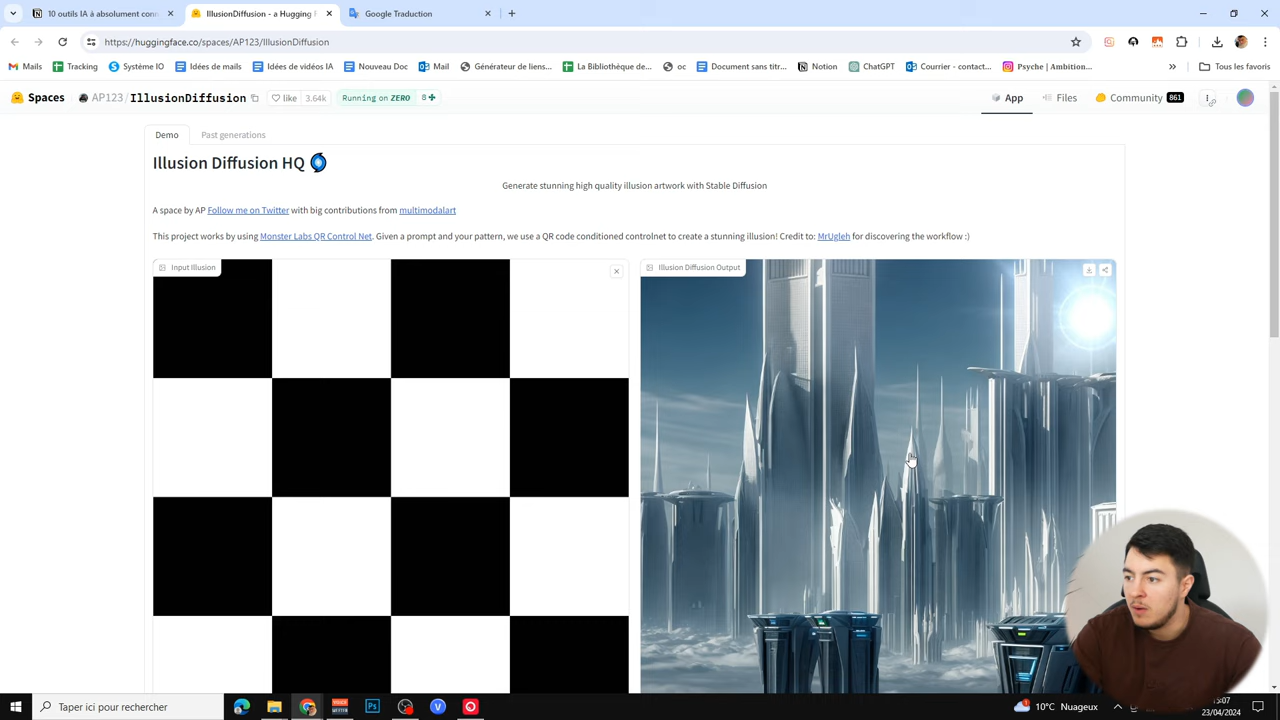 10 outils IA à absolument con
IllusionDiffusion - a Hugging F
Google Traduction
https://huggingface.co/spaces/AP123/IllusionDiffusion
Mails
Tracking
Système IO
Idées de mails
Idées de vidéos IA
Nouveau Doc
Mail
Générateur de liens...
La Bibliothèque de...
oc
Document sans titr...
Notion
ChatGPT
Courrier - contact...
Psyche | Ambition...
Tous les favoris
Spaces
AP123/IllusionDiffusion
like
3.64k
Running on ZERO
App
Files
Community
861
Demo
Past generations
Illusion Diffusion HQ
Generate stunning high quality illusion artwork with Stable Diffusion
A space by AP Follow me on Twitter with big contributions from multimodalart
This project works by using Monster Labs QR Control Net. Given a prompt and your pattern, we use a QR code conditioned controlnet to create a stunning illusion! Credit to: MrUgleh for discovering the workflow :)
Input Illusion
Illusion Diffusion Output
Taper ici pour rechercher
10°C Nuageux
23/04/2024